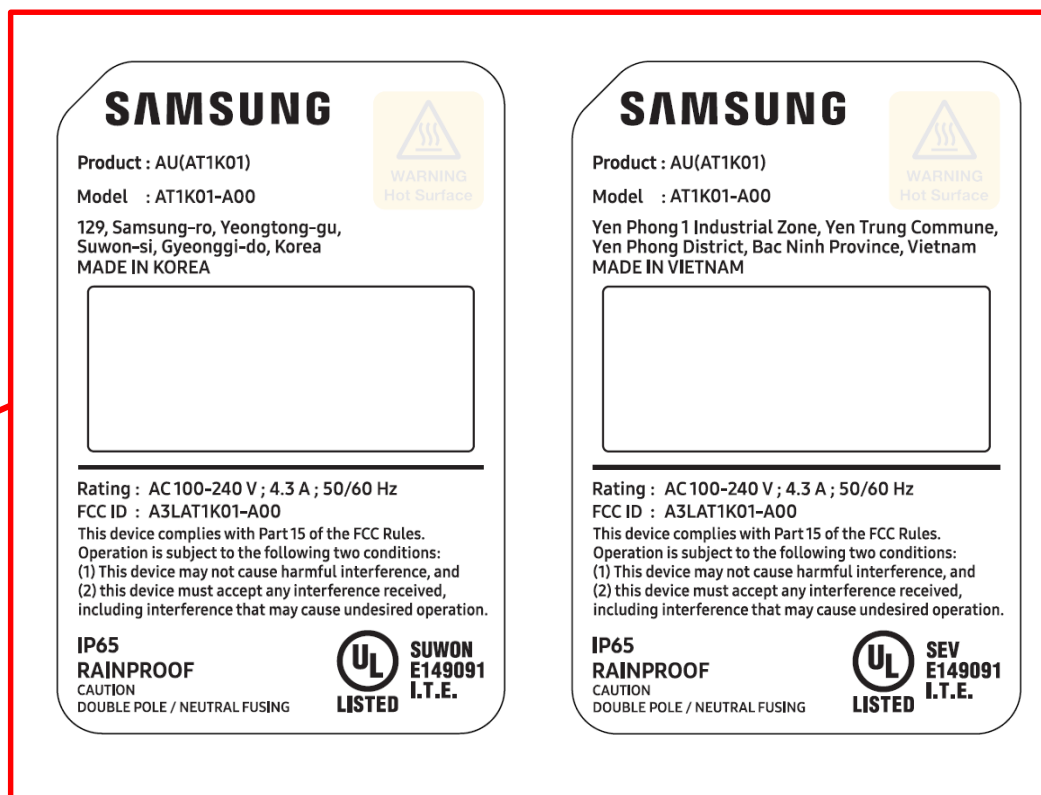 SAMSUNG
WARNING
Hot Surface
Product : AU(AT1K01)
Model : AT1K01-A00
129, Samsung-ro, Yeongtong-gu,
Suwon-si, Gyeonggi-do, Korea
MADE IN KOREA
Rating : AC 100-240 V ; 4.3 A ; 50/60 Hz
FCC ID : A3LAT1K01-A00
This device complies with Part 15 of the FCC Rules.
Operation is subject to the following two conditions:
(1) This device may not cause harmful interference, and
(2) this device must accept any interference received,
including interference that may cause undesired operation.
IP65
RAINPROOF
CAUTION
DOUBLE POLE / NEUTRAL FUSING
UL
LISTED
SUWON
E149091
I.T.E.
SAMSUNG
WARNING
Hot Surface
Product : AU(AT1K01)
Model : AT1K01-A00
Yen Phong 1 Industrial Zone, Yen Trung Commune,
Yen Phong District, Bac Ninh Province, Vietnam
MADE IN VIETNAM
Rating : AC 100-240 V ; 4.3 A ; 50/60 Hz
FCC ID : A3LAT1K01-A00
This device complies with Part 15 of the FCC Rules.
Operation is subject to the following two conditions:
(1) This device may not cause harmful interference, and
(2) this device must accept any interference received,
including interference that may cause undesired operation.
IP65
RAINPROOF
CAUTION
DOUBLE POLE / NEUTRAL FUSING
UL
LISTED
SEV
E149091
I.T.E.